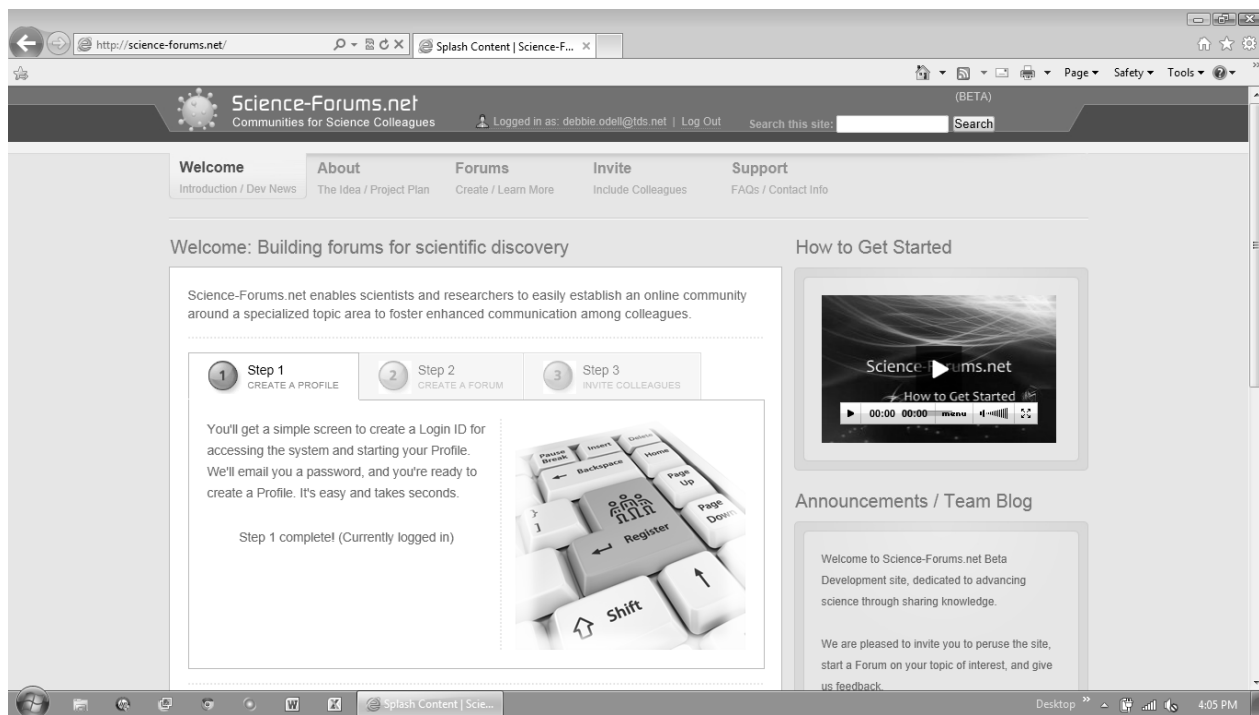 http://science-forums.net/
Splash Content | Science-F...
Page
Safety
Tools
Science-Forums.net
Communities for Science Colleagues
Logged in as: debbie.odell@tds.net | Log Out
(BETA)
Search this site:
Search
Welcome
Introduction / Dev News
About
The Idea / Project Plan
Forums
Create / Learn More
Invite
Include Colleagues
Support
FAQs / Contact Info
Welcome: Building forums for scientific discovery
Science-Forums.net enables scientists and researchers to easily establish an online community
around a specialized topic area to foster enhanced communication among colleagues.
1
Step 1
CREATE A PROFILE
2
Step 2
CREATE A FORUM
3
Step 3
INVITE COLLEAGUES
You'll get a simple screen to create a Login ID for
accessing the system and starting your Profile.
We'll email you a password, and you're ready to
create a Profile. It's easy and takes seconds.
Step 1 complete! (Currently logged in)
Pause
Break
Insert
Delete
Backspace
Home
Page
Up
Page
Down
}
]
Register
Shift
How to Get Started
Science-Forums.net
How to Get Started
00:00 00:00 menu
Announcements / Team Blog
Welcome to Science-Forums.net Beta
Development site, dedicated to advancing
science through sharing knowledge.
We are pleased to invite you to peruse the site,
start a Forum on your topic of interest, and give
us feedback.
W
X
Splash Content | Scie...
Desktop
4:05 PM